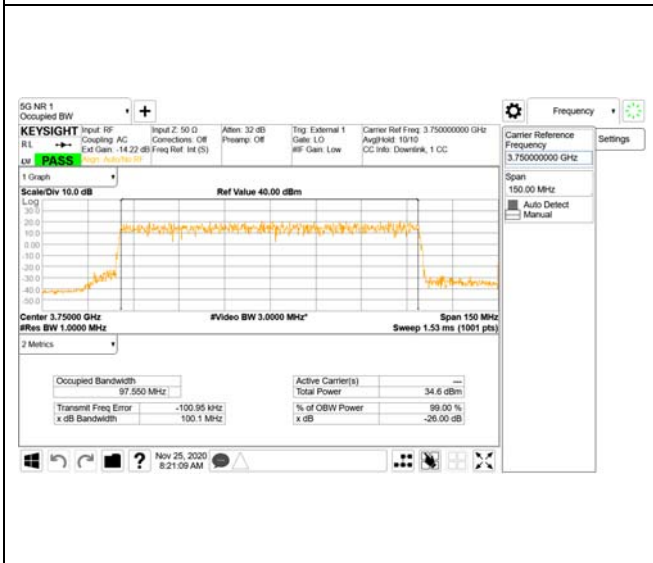 5G NR 1
Occupied BW
+
Frequency
KEYSIGHT
Input: RF
Coupling: AC
Ext Gain: -14.22 dB
Align: Auto/No RF
Input Z: 50 Ω
Corrections: Off
Freq Ref: Int (S)
Atten: 32 dB
Preamp: Off
Trig: External 1
Gate: LO
#IF Gain: Low
Carrier Ref Freq: 3.750000000 GHz
Avg|Hold: 10/10
CC Info: Downlink, 1 CC
R L
PASS
Carrier Reference
Frequency
3.750000000 GHz
Settings
Span
150.00 MHz
Auto Detect
Manual
1 Graph
Scale/Div 10.0 dB
Ref Value 40.00 dBm
Log
30.0
20.0
10.0
0.00
-10.0
-20.0
-30.0
-40.0
-50.0
Center 3.75000 GHz
#Video BW 3.0000 MHz*
Span 150 MHz
#Res BW 1.0000 MHz
Sweep 1.53 ms (1001 pts)
2 Metrics
Occupied Bandwidth
97.550 MHz
Transmit Freq Error -100.95 kHz
x dB Bandwidth 100.1 MHz
Active Carrier(s) ---
Total Power 34.6 dBm
% of OBW Power 99.00 %
x dB -26.00 dB
?
Nov 25, 2020
8:21:09 AM